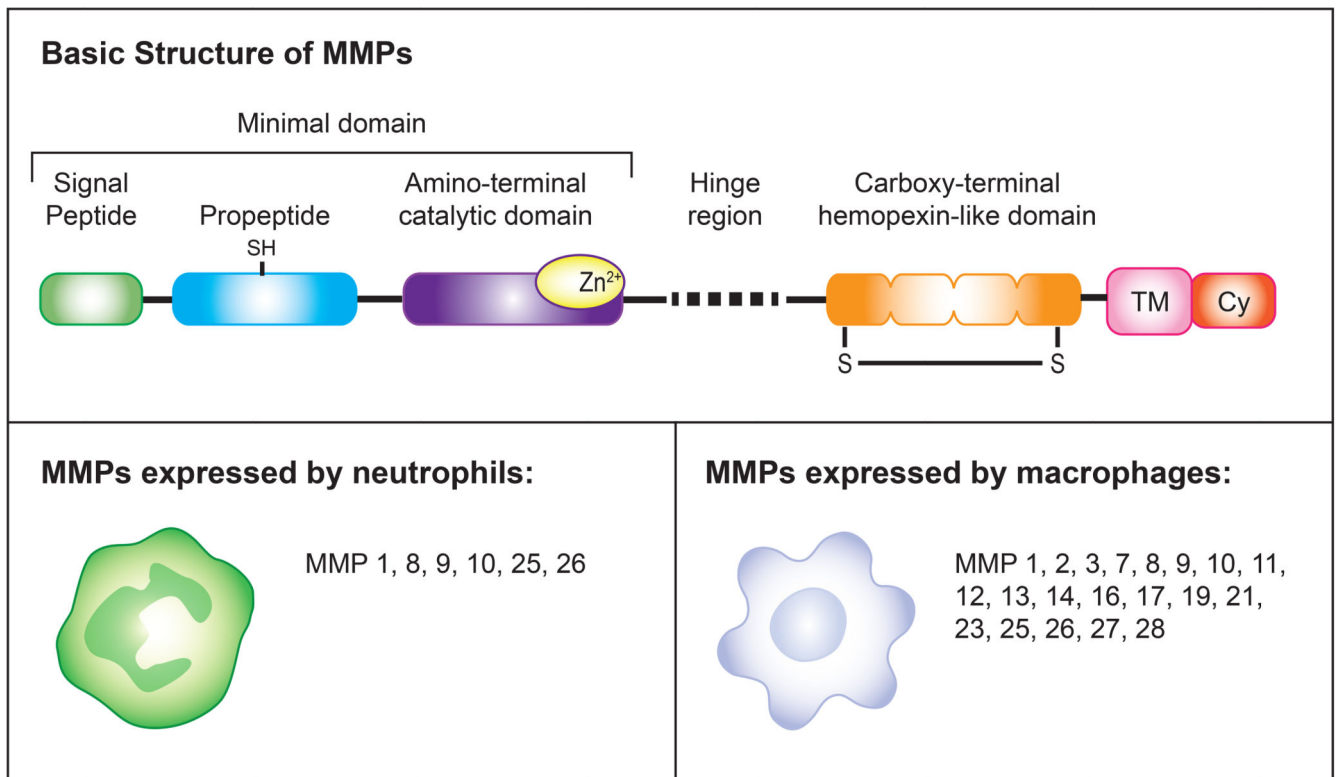 Basic Structure of MMPs
Minimal domain
Signal
Peptide
Propeptide
SH
Amino-terminal
catalytic domain
Zn²⁺
Hinge
region
Carboxy-terminal
hemopexin-like domain
S
S
TM
Cy
MMPs expressed by neutrophils:
MMP 1, 8, 9, 10, 25, 26
MMPs expressed by macrophages:
MMP 1, 2, 3, 7, 8, 9, 10, 11,
12, 13, 14, 16, 17, 19, 21,
23, 25, 26, 27, 28